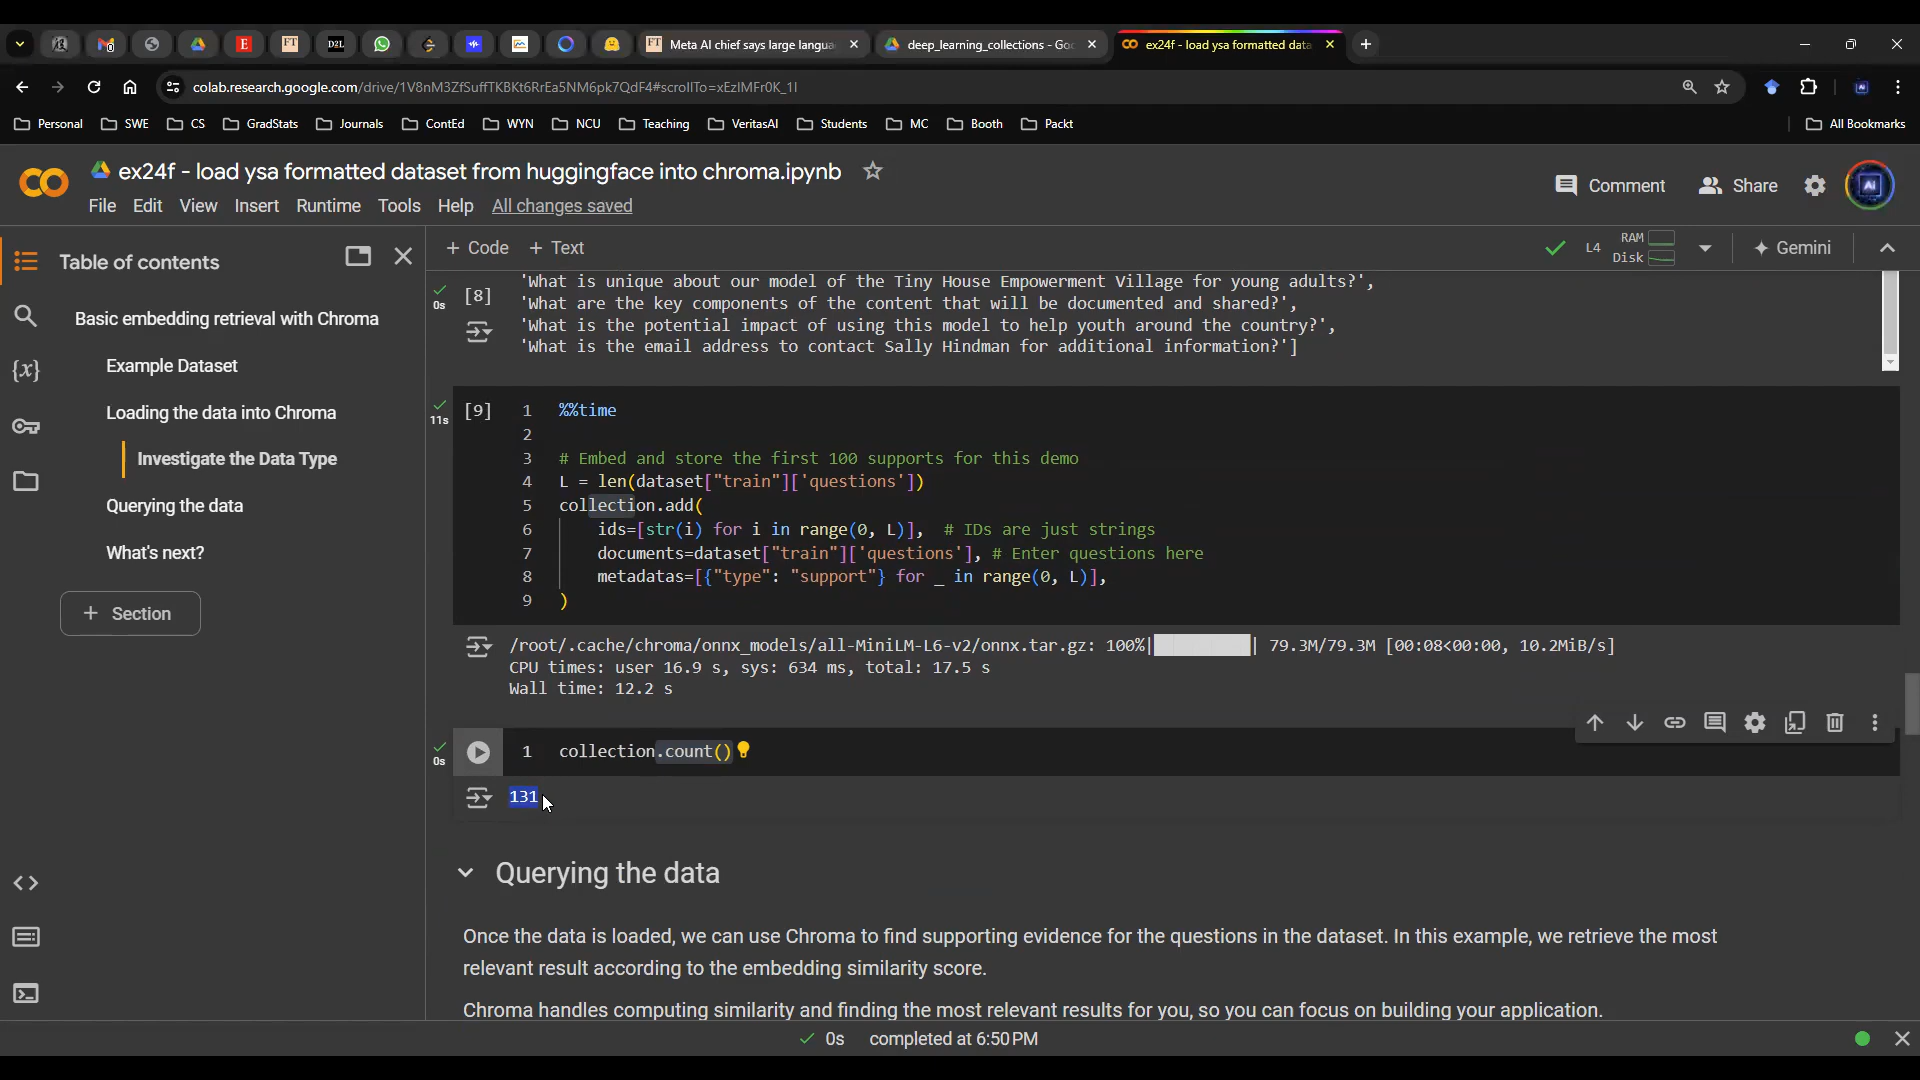 Meta AI chief says large langua
deep_learning_collections - Goo
ex24f - load ysa formatted data
colab.research.google.com/drive/1V8nM3ZfSuffTKBKt6RrEa5NM6pk7QdF4#scrollTo=xEzIMFr0K_1I
Personal SWE CS GradStats Journals ContEd WYN NCU Teaching VeritasAI Students MC Booth Packt All Bookmarks
ex24f - load ysa formatted dataset from huggingface into chroma.ipynb
Comment Share
File Edit View Insert Runtime Tools Help All changes saved
Table of contents
+ Code + Text
L4 RAM Disk
Gemini
Basic embedding retrieval with Chroma
Example Dataset
Loading the data into Chroma
Investigate the Data Type
Querying the data
What's next?
+ Section
0s [8]
'What is unique about our model of the Tiny House Empowerment Village for young adults?',
'What are the key components of the content that will be documented and shared?',
'What is the potential impact of using this model to help youth around the country?',
'What is the email address to contact Sally Hindman for additional information?']
11s [9]
1 %%time
2
3 # Embed and store the first 100 supports for this demo
4 L = len(dataset["train"]['questions'])
5 collection.add(
6 ids=[str(i) for i in range(0, L)], # IDs are just strings
7 documents=dataset["train"]['questions'], # Enter questions here
8 metadatas=[{"type": "support"} for _ in range(0, L)],
9 )
/root/.cache/chroma/onnx_models/all-MiniLM-L6-v2/onnx.tar.gz: 100%|██████████| 79.3M/79.3M [00:08<00:00, 10.2MiB/s]
CPU times: user 16.9 s, sys: 634 ms, total: 17.5 s
Wall time: 12.2 s
0s
1 collection.count()
131
Querying the data
Once the data is loaded, we can use Chroma to find supporting evidence for the questions in the dataset. In this example, we retrieve the most
relevant result according to the embedding similarity score.
Chroma handles computing similarity and finding the most relevant results for you, so you can focus on building your application.
0s completed at 6:50 PM